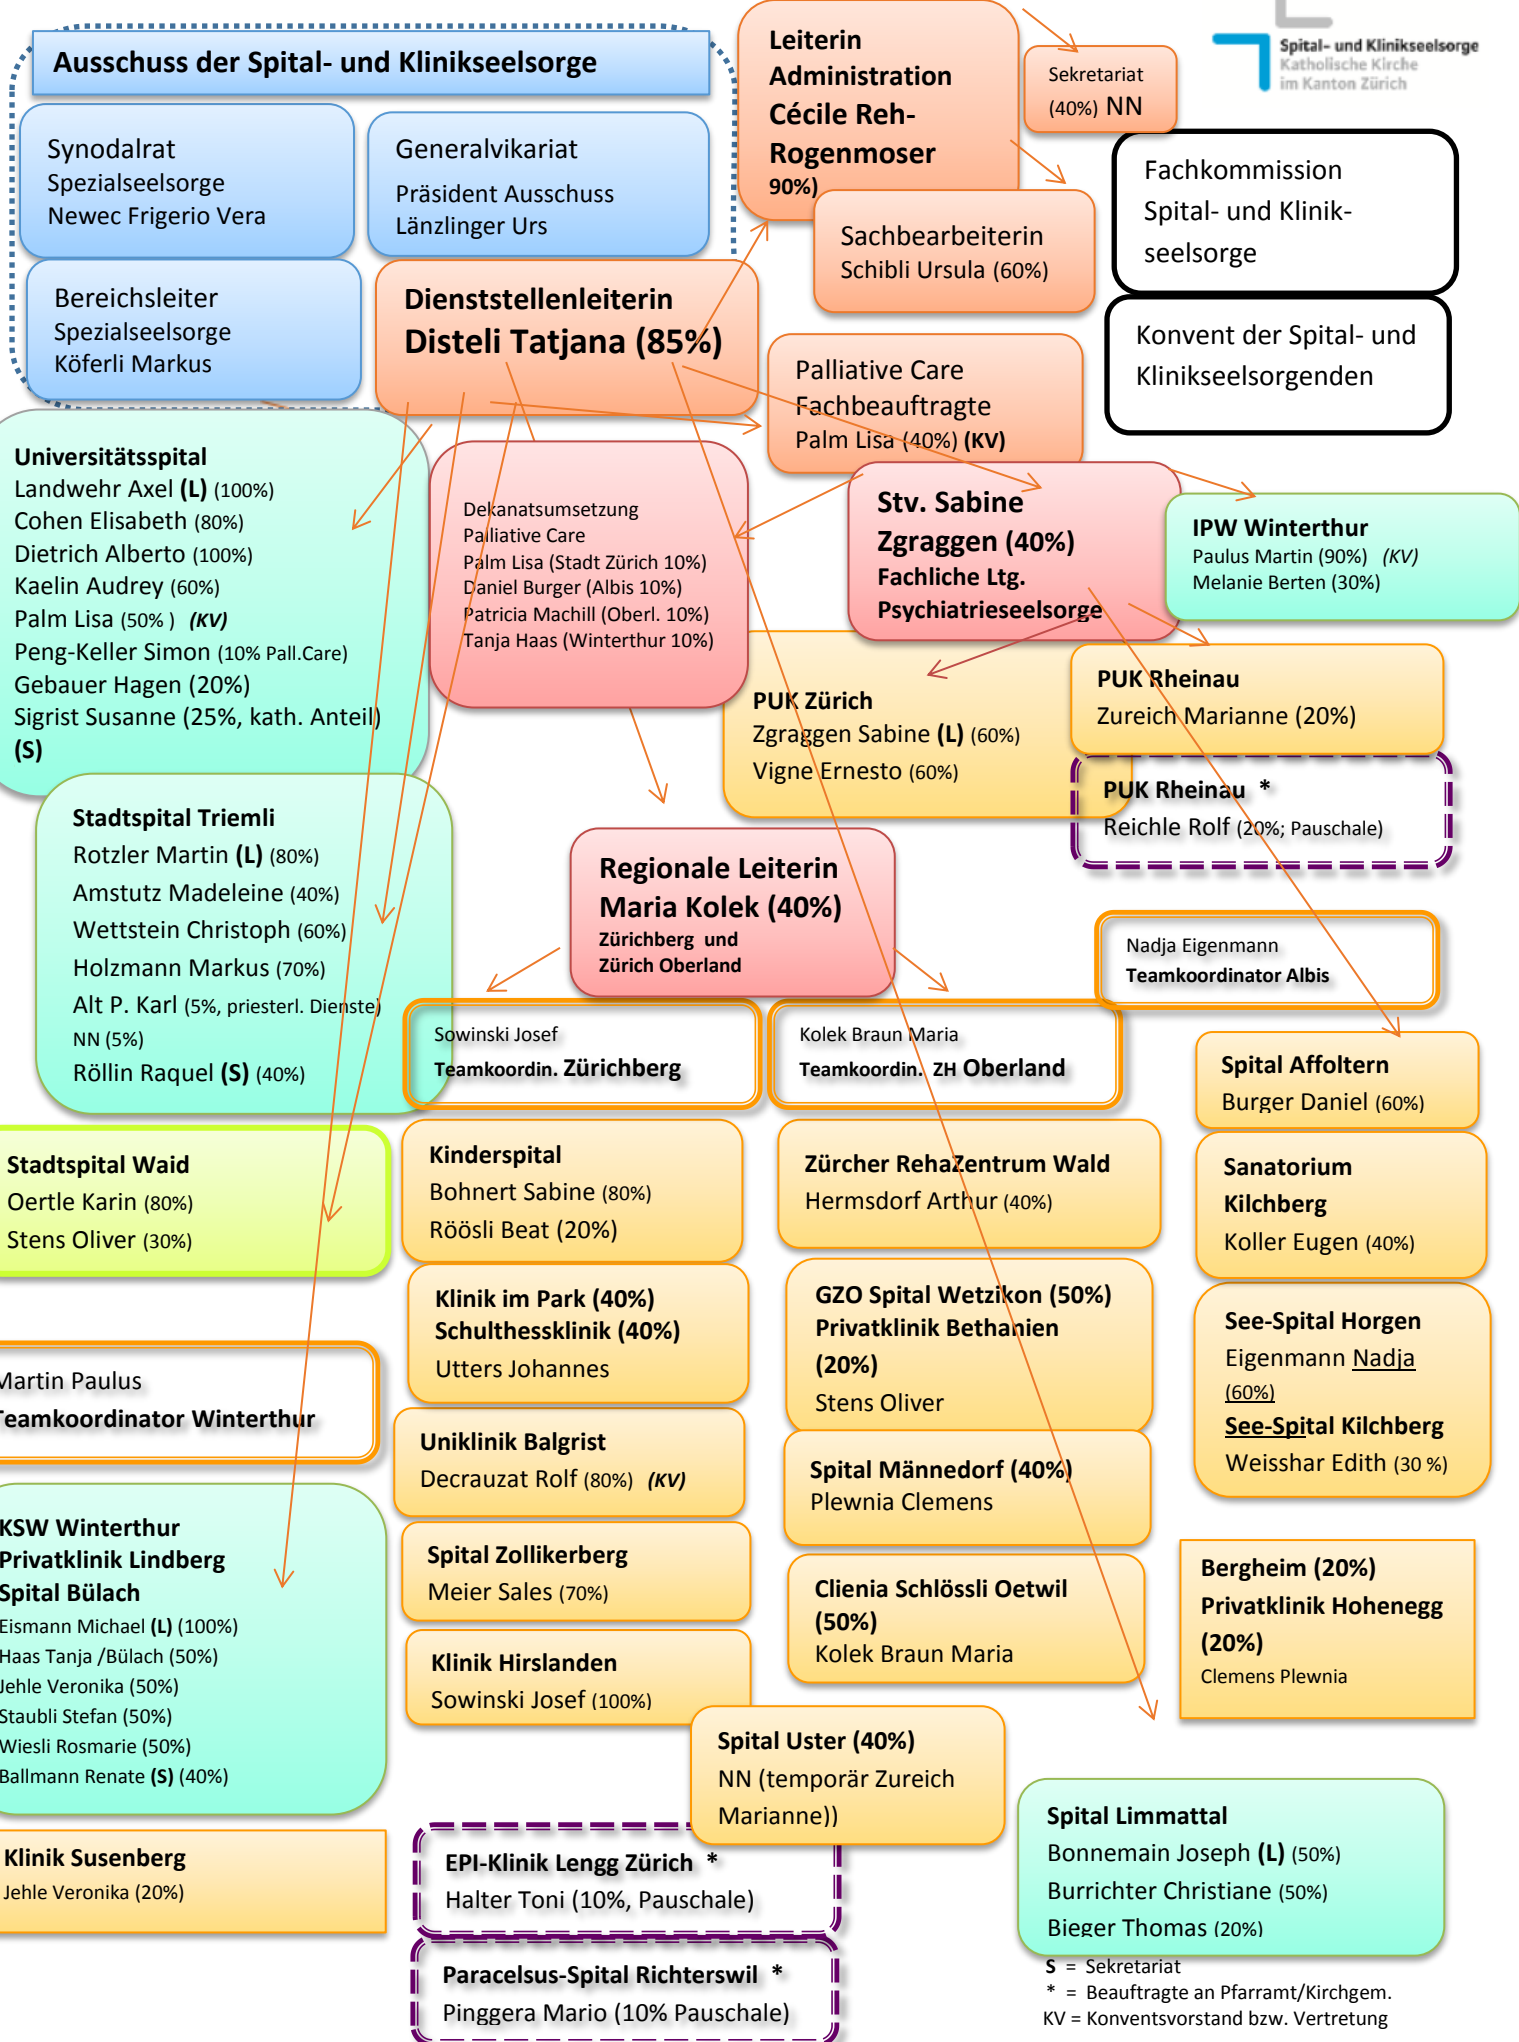 Spital- und Klinikseelsorge
Katholische Kirche
im Kanton Zürich
Ausschuss der Spital- und Klinikseelsorge
Synodalrat
Spezialseelsorge
Newec Frigerio Vera
Generalvikariat
Präsident Ausschuss
Länzlinger Urs
Bereichsleiter
Spezialseelsorge
Köferli Markus
Dienststellenleiterin
Disteli Tatjana (85%)
Leiterin
Administration
Cécile Reh-
Rogenmoser
90%)
Sekretariat
(40%) NN
Sachbearbeiterin
Schibli Ursula (60%)
Fachkommission
Spital- und Klinik-
seelsorge
Konvent der Spital- und
Klinikseelsorgenden
Palliative Care
Fachbeauftragte
Palm Lisa (40%) (KV)
Universitätsspital
Landwehr Axel (L) (100%)
Cohen Elisabeth (80%)
Dietrich Alberto (100%)
Kaelin Audrey (60%)
Palm Lisa (50% ) (KV)
Peng-Keller Simon (10% Pall.Care)
Gebauer Hagen (20%)
Sigrist Susanne (25%, kath. Anteil)
(S)
Dekanatsumsetzung
Palliative Care
Palm Lisa (Stadt Zürich 10%)
Daniel Burger (Albis 10%)
Patricia Machill (Oberl. 10%)
Tanja Haas (Winterthur 10%)
Stv. Sabine
Zgraggen (40%)
Fachliche Ltg.
Psychiatrieseelsorge
IPW Winterthur
Paulus Martin (90%) (KV)
Melanie Berten (30%)
PUK Zürich
Zgraggen Sabine (L) (60%)
Vigne Ernesto (60%)
PUK Rheinau
Zureich Marianne (20%)
PUK Rheinau *
Reichle Rolf (20%; Pauschale)
Stadtspital Triemli
Rotzler Martin (L) (80%)
Amstutz Madeleine (40%)
Wettstein Christoph (60%)
Holzmann Markus (70%)
Alt P. Karl (5%, priesterl. Dienste)
NN (5%)
Röllin Raquel (S) (40%)
Regionale Leiterin
Maria Kolek (40%)
Zürichberg und
Zürich Oberland
Nadja Eigenmann
Teamkoordinator Albis
Sowinski Josef
Teamkoordin. Zürichberg
Kolek Braun Maria
Teamkoordin. ZH Oberland
Spital Affoltern
Burger Daniel (60%)
Stadtspital Waid
Oertle Karin (80%)
Stens Oliver (30%)
Kinderspital
Bohnert Sabine (80%)
Röösli Beat (20%)
Zürcher RehaZentrum Wald
Hermsdorf Arthur (40%)
Sanatorium
Kilchberg
Koller Eugen (40%)
Klinik im Park (40%)
Schulthessklinik (40%)
Utters Johannes
GZO Spital Wetzikon (50%)
Privatklinik Bethanien
(20%)
Stens Oliver
See-Spital Horgen
Eigenmann Nadja
(60%)
See-Spital Kilchberg
Weisshar Edith (30 %)
Martin Paulus
Teamkoordinator Winterthur
Uniklinik Balgrist
Decrauzat Rolf (80%) (KV)
Spital Männedorf (40%)
Plewnia Clemens
KSW Winterthur
Privatklinik Lindberg
Spital Bülach
Eismann Michael (L) (100%)
Haas Tanja /Bülach (50%)
Jehle Veronika (50%)
Staubli Stefan (50%)
Wiesli Rosmarie (50%)
Ballmann Renate (S) (40%)
Spital Zollikerberg
Meier Sales (70%)
Clienia Schlössli Oetwil
(50%)
Kolek Braun Maria
Bergheim (20%)
Privatklinik Hohenegg
(20%)
Clemens Plewnia
Klinik Hirslanden
Sowinski Josef (100%)
Spital Uster (40%)
NN (temporär Zureich
Marianne))
Klinik Susenberg
Jehle Veronika (20%)
EPI-Klinik Lengg Zürich *
Halter Toni (10%, Pauschale)
Paracelsus-Spital Richterswil *
Pinggera Mario (10% Pauschale)
Spital Limmattal
Bonnemain Joseph (L) (50%)
Burrichter Christiane (50%)
Bieger Thomas (20%)
S = Sekretariat
* = Beauftragte an Pfarramt/Kirchgem.
KV = Konventsvorstand bzw. Vertretung